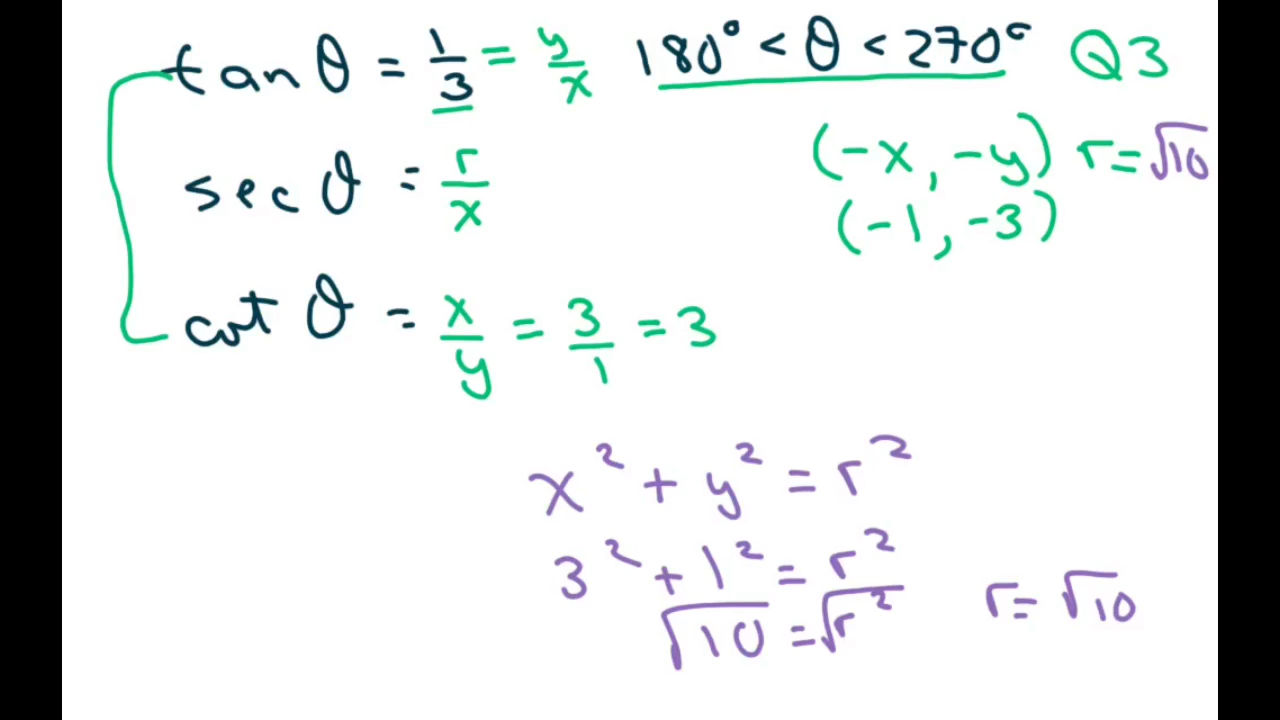 tan θ = 1/3 = y/x 180° < θ < 270° Q3
(-x, -y) r = √10
sec θ = r/x
(-1, -3)
cot θ = x/y = 3/1 = 3
x² + y² = r²
3² + 1² = r²
√10 = √r² r = √10